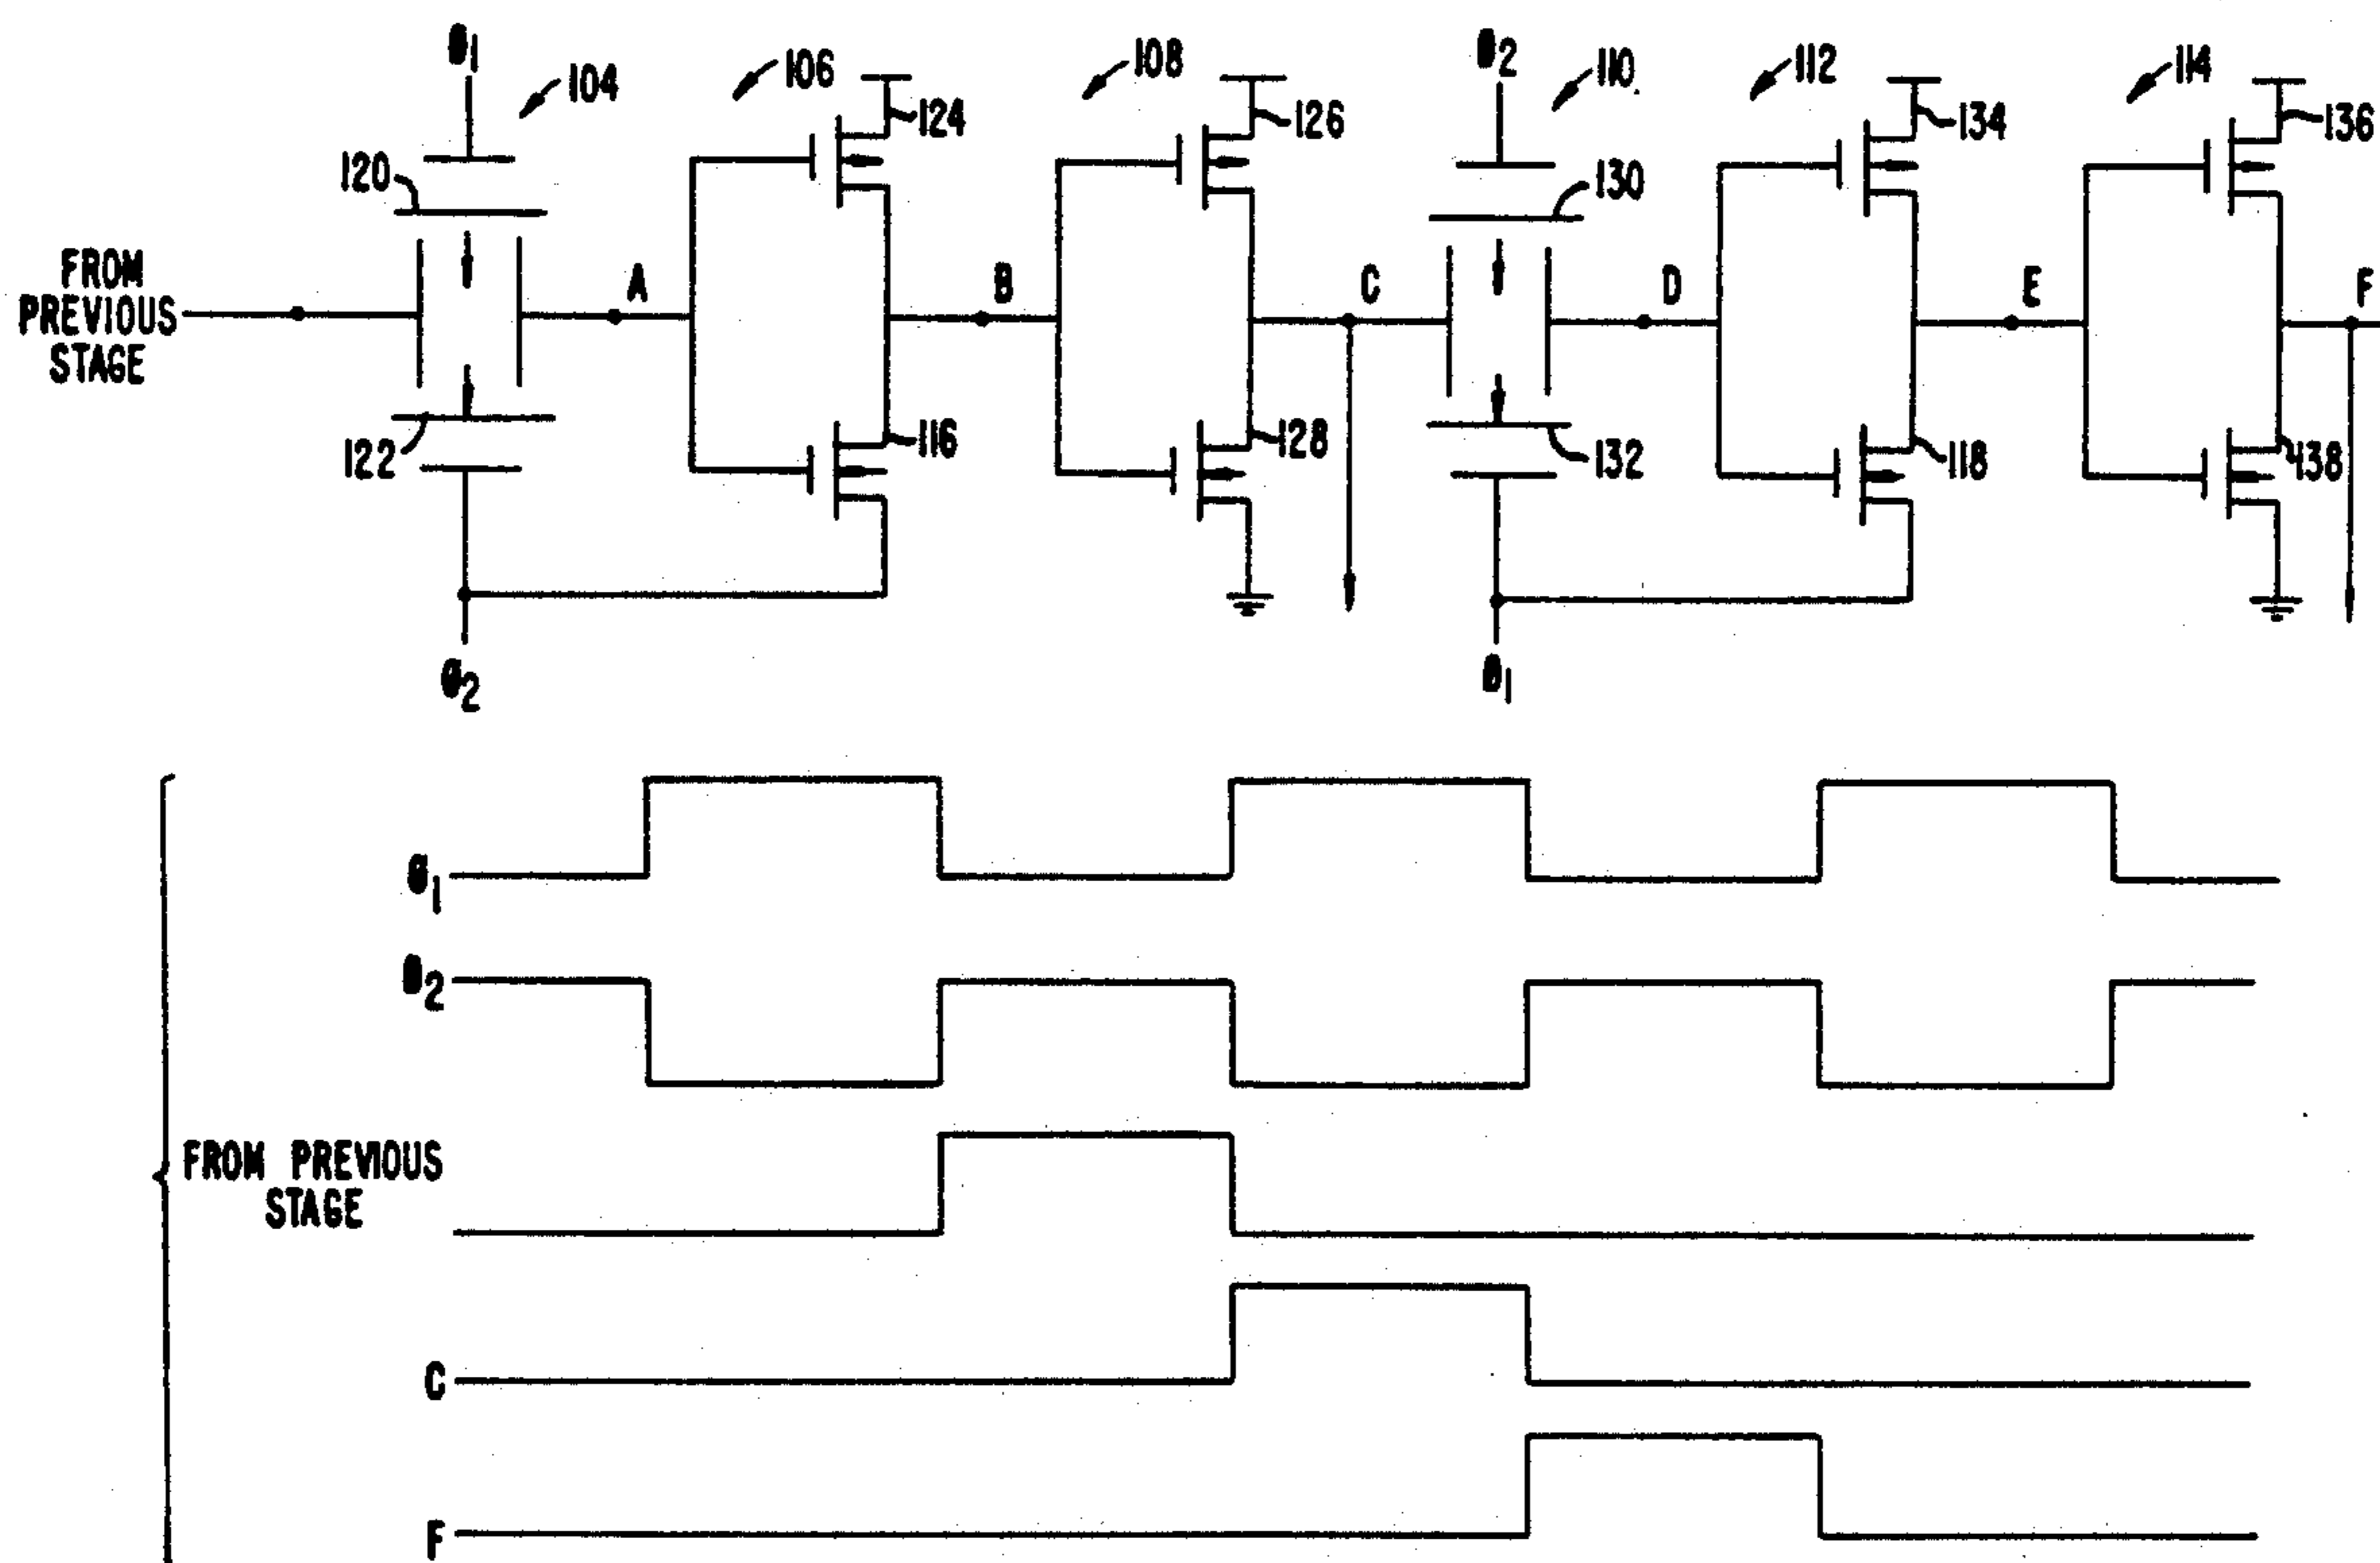 Ø1
104
106
108
Ø2
110
112
114
120
124
126
130
134
136
FROM
PREVIOUS
STAGE
A
B
C
D
E
F
122
116
128
132
118
138
Ø2
Ø1
Ø1
Ø2
FROM PREVIOUS
STAGE
C
F